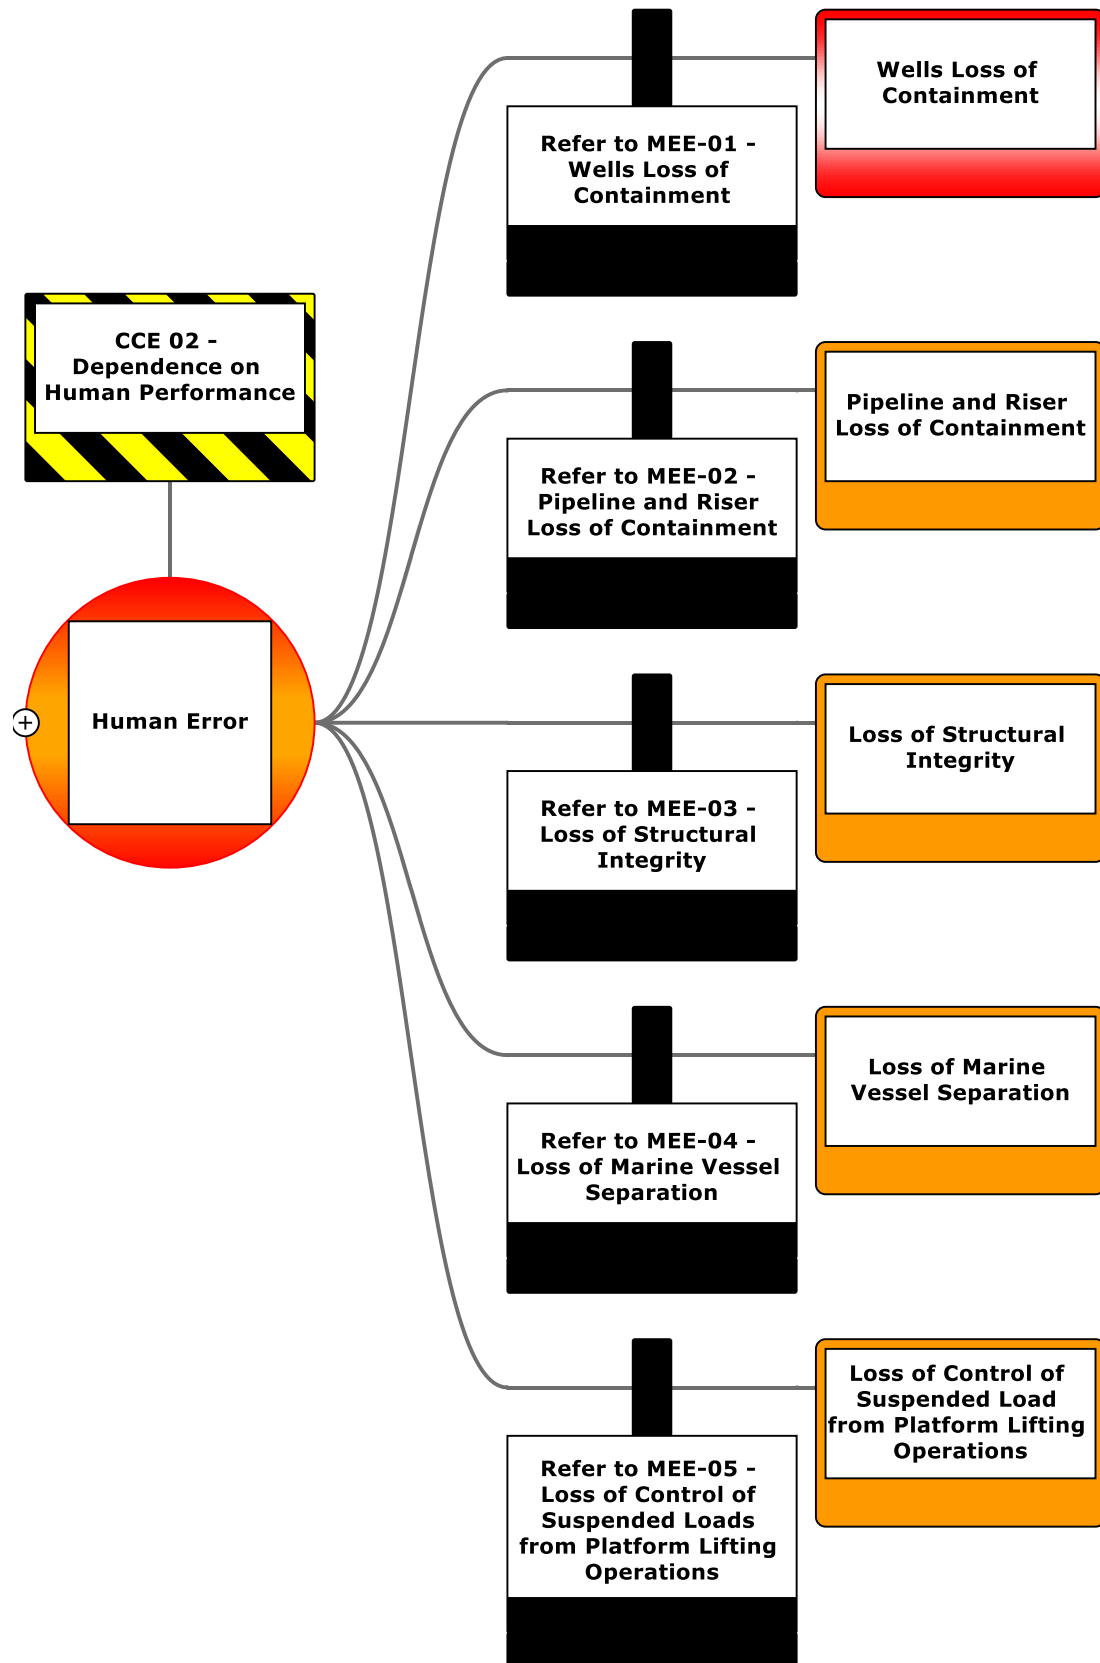 CCE 02 -
Dependence on
Human Performance
Human Error
+
Refer to MEE-01 -
Wells Loss of
Containment
Wells Loss of
Containment
Refer to MEE-02 -
Pipeline and Riser
Loss of Containment
Pipeline and Riser
Loss of Containment
Refer to MEE-03 -
Loss of Structural
Integrity
Loss of Structural
Integrity
Refer to MEE-04 -
Loss of Marine Vessel
Separation
Loss of Marine
Vessel Separation
Refer to MEE-05 -
Loss of Control of
Suspended Loads
from Platform Lifting
Operations
Loss of Control of
Suspended Load
from Platform Lifting
Operations